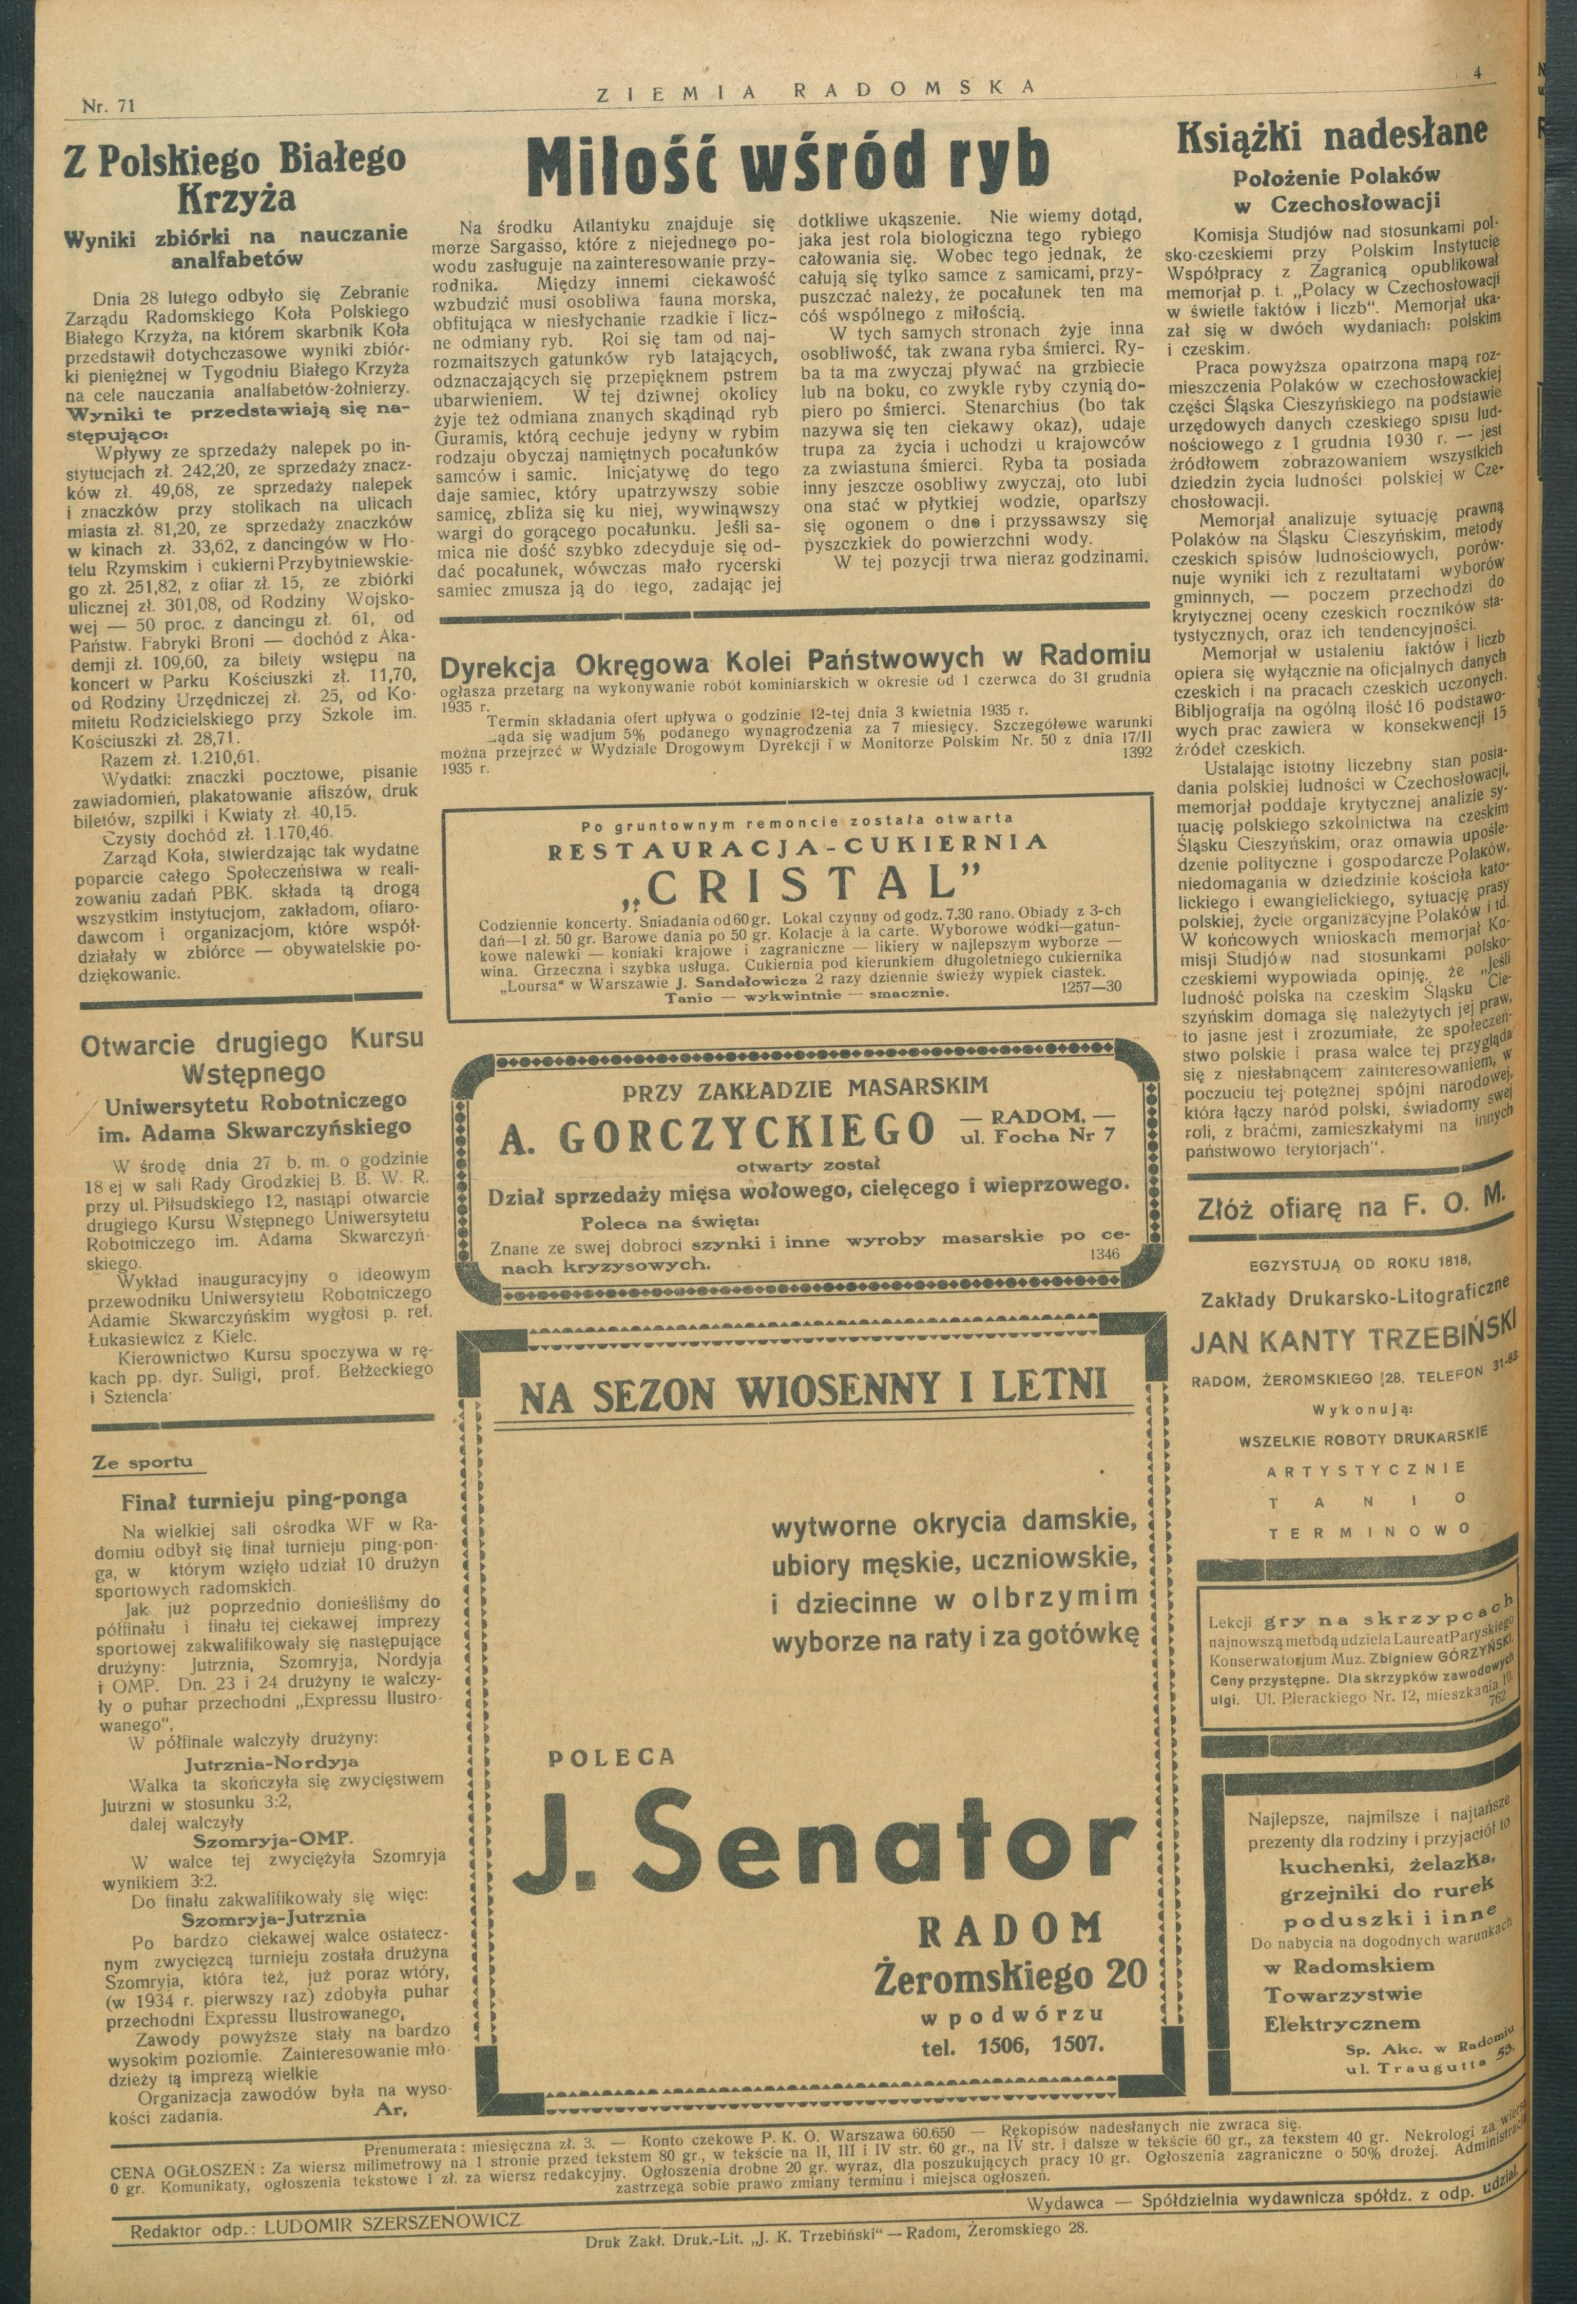 Nr. 71
ZIEMIA RADOMSKA
4
Z Polskiego Białego
Krzyża
Wyniki zbiórki na nauczanie
analfabetów
Dnia 28 lutego odbyło się Zebranie
Zarządu Radomskiego Koła Polskiego
Białego Krzyża, na którem skarbnik Koła
przedstawił dotychczasowe wyniki zbiór-
ki pieniężnej w Tygodniu Białego Krzyża
na cele nauczania analfabetów-żołnierzy.
Wyniki te przedstawiają się na-
stępująco:
Wpływy ze sprzedaży nalepek po in-
stytucjach zł. 242,20, ze sprzedaży znacz-
ków zł. 49,68, ze sprzedaży nalepek
i znaczków przy stolikach na ulicach
miasta zł. 81,20, ze sprzedaży znaczków
w kinach zł. 33,62, z dancingów w Ho-
telu Rzymskim i cukierni Przybytniewskie-
go zł. 251,82, z ofiar zł. 15, ze zbiórki
ulicznej zł. 301,08, od Rodziny Wojsko-
wej — 50 proc. z dancingu zł. 61, od
Państw. Fabryki Broni — dochód z Aka-
demji zł. 109,60, za bilety wstępu na
koncert w Parku Kościuszki zł. 11,70,
od Rodziny Urzędniczej zł. 25, od Ko-
mitetu Rodzicielskiego przy Szkole im.
Kościuszki zł. 28,71.
Razem zł. 1.210,61.
Wydatki: znaczki pocztowe, pisanie
zawiadomień, plakatowanie afiszów, druk
biletów, szpilki i Kwiaty zł. 40,15.
Czysty dochód zł. 1.170,46.
Zarząd Koła, stwierdzając tak wydatne
poparcie całego Społeczeństwa w reali-
zowaniu zadań PBK. składa tą drogą
wszystkim instytucjom, zakładom, ofiaro-
dawcom i organizacjom, które współ-
działały w zbiórce — obywatelskie po-
dziękowanie.
Otwarcie drugiego Kursu
Wstępnego
Uniwersytetu Robotniczego
im. Adama Skwarczyńskiego
W środę dnia 27 b. m. o godzinie
18 ej w sali Rady Grodzkiej B. B. W. R.
przy ul. Piłsudskiego 12, nastąpi otwarcie
drugiego Kursu Wstępnego Uniwersytetu
Robotniczego im. Adama Skwarczyń-
skiego.
Wykład inauguracyjny o ideowym
przewodniku Uniwersytetu Robotniczego
Adamie Skwarczyńskim wygłosi p. ref.
Łukasiewicz z Kielc.
Kierownictwo Kursu spoczywa w rę-
kach pp. dyr. Suligi, prof. Bełżeckiego
i Sztencla
Ze sportu
Finał turnieju ping-ponga
Na wielkiej sali ośrodka WF w Ra-
domiu odbył się finał turnieju ping-pon-
ga, w którym wzięło udział 10 drużyn
sportowych radomskich.
Jak już poprzednio donieśliśmy do
półfinału i finału tej ciekawej imprezy
sportowej zakwalifikowały się następujące
drużyny: Jutrznia, Szomryja, Nordyja
i OMP. Dn. 23 i 24 drużyny te walczy-
ły o puhar przechodni „Expressu Ilustro-
wanego",
W półfinale walczyły drużyny:
Jutrznia-Nordyja
Walka ta skończyła się zwycięstwem
Jutrzni w stosunku 3:2,
dalej walczyły
Szomryja-OMP.
W walce tej zwyciężyła Szomryja
wynikiem 3:2.
Do finału zakwalifikowały się więc:
Szomryja-Jutrznia
Po bardzo ciekawej walce ostatecz-
nym zwycięzcą turnieju została drużyna
Szomryja, która też, już poraz wtóry,
(w 1934 r. pierwszy raz) zdobyła puhar
przechodni Expressu Ilustrowanego,
Zawody powyższe stały na bardzo
wysokim poziomie. Zainteresowanie mło-
dzieży tą imprezą wielkie
Organizacja zawodów była na wyso-
kości zadania.
Ar,
Miłość wśród ryb
Na środku Atlantyku znajduje się
morze Sargasso, które z niejednego po-
wodu zasługuje na zainteresowanie przy-
rodnika. Między innemi ciekawość
wzbudzić musi osobliwa fauna morska,
obfitująca w niesłychanie rzadkie i licz-
ne odmiany ryb. Roi się tam od naj-
rozmaitszych gatunków ryb latających,
odznaczających się przepięknem pstrem
ubarwieniem. W tej dziwnej okolicy
żyje też odmiana znanych skądinąd ryb
Guramis, którą cechuje jedyny w rybim
rodzaju obyczaj namiętnych pocałunków
samców i samic. Inicjatywę do tego
daje samiec, który upatrzywszy sobie
samicę, zbliża się ku niej, wywinąwszy
wargi do gorącego pocałunku. Jeśli sa-
mica nie dość szybko zdecyduje się od-
dać pocałunek, wówczas mało rycerski
samiec zmusza ją do tego, zadając jej
dotkliwe ukąszenie. Nie wiemy dotąd,
jaka jest rola biologiczna tego rybiego
całowania się. Wobec tego jednak, że
całują się tylko samce z samicami, przy-
puszczać należy, że pocałunek ten ma
cóś wspólnego z miłością.
W tych samych stronach żyje inna
osobliwość, tak zwana ryba śmierci. Ry-
ba ta ma zwyczaj pływać na grzbiecie
lub na boku, co zwykle ryby czynią do-
piero po śmierci. Stenarchius (bo tak
nazywa się ten ciekawy okaz), udaje
trupa za życia i uchodzi u krajowców
za zwiastuna śmierci. Ryba ta posiada
inny jeszcze osobliwy zwyczaj, oto lubi
ona stać w płytkiej wodzie, oparłszy
się ogonem o dno i przyssawszy się
pyszczkiek do powierzchni wody.
W tej pozycji trwa nieraz godzinami.
Dyrekcja Okręgowa Kolei Państwowych w Radomiu
ogłasza przetarg na wykonywanie robót kominiarskich w okresie od 1 czerwca do 31 grudnia
1935 r.
Termin składania ofert upływa o godzinie 12-tej dnia 3 kwietnia 1935 r.
ąda się wadjum 5% podanego wynagrodzenia za 7 miesięcy. Szczegółowe warunki
można przejrzeć w Wydziale Drogowym Dyrekcji i w Monitorze Polskim Nr. 50 z dnia 17/II
1935 r.
1392
Po gruntownym remoncie została otwarta
RESTAURACJA-CUKIERNIA
„CRISTAL”
Codziennie koncerty. Sniadania od 60 gr. Lokal czynny od godz. 7.30 rano. Obiady z 3-ch
dań—1 zł. 50 gr. Barowe dania po 50 gr. Kolacje à la carte. Wyborowe wódki—gatun-
kowe nalewki — koniaki krajowe i zagraniczne — likiery w najlepszym wyborze —
wina. Grzeczna i szybka usługa. Cukiernia pod kierunkiem długoletniego cukiernika
„Loursa" w Warszawie J. Sandałowicza 2 razy dziennie świeży wypiek ciastek.
Tanio — wykwintnie — smacznie.
1257—30
PRZY ZAKŁADZIE MASARSKIM
A. GORCZYCKIEGO
— RADOM, —
ul. Focha Nr 7
otwarty został
Dział sprzedaży mięsa wołowego, cielęcego i wieprzowego.
Poleca na święta:
Znane ze swej dobroci szynki i inne wyroby masarskie po ce-
nach kryzysowych.
1346
NA SEZON WIOSENNY I LETNI
wytworne okrycia damskie,
ubiory męskie, uczniowskie,
i dziecinne w olbrzymim
wyborze na raty i za gotówkę
POLECA
J. Senator
RADOM
Żeromskiego 20
w podwórzu
tel. 1506, 1507.
Książki nadesłane
Położenie Polaków
w Czechosłowacji
Komisja Studjów nad stosunkami pol-
sko-czeskiemi przy Polskim Instytucie
Współpracy z Zagranicą opublikował
memorjał p. t. „Polacy w Czechosłowacji
w świetle faktów i liczb". Memorjał uka-
zał się w dwóch wydaniach: polskim
i czeskim.
Praca powyższa opatrzona mapą roz-
mieszczenia Polaków w czechosłowackiej
części Śląska Cieszyńskiego na podstawie
urzędowych danych czeskiego spisu lud-
nościowego z 1 grudnia 1930 r. — jest
źródłowem zobrazowaniem wszystkich
dziedzin życia ludności polskiej w Cze-
chosłowacji.
Memorjał analizuje sytuację prawną
Polaków na Śląsku Cieszyńskim, metody
czeskich spisów ludnościowych, porów-
nuje wyniki ich z rezultatami wyborów
gminnych, — poczem przechodzi do
krytycznej oceny czeskich roczników sta-
tystycznych, oraz ich tendencyjności.
Memorjał w ustaleniu faktów i liczb
opiera się wyłącznie na oficjalnych danych
czeskich i na pracach czeskich uczonych.
Bibljografja na ogólną ilość 16 podstawo-
wych prac zawiera w konsekwencji 15
źródeł czeskich.
Ustalając istotny liczebny stan posia-
dania polskiej ludności w Czechosłowacji,
memorjał poddaje krytycznej analizie sy-
tuację polskiego szkolnictwa na czeskim
Śląsku Cieszyńskim, oraz omawia upośle-
dzenie polityczne i gospodarcze Polaków,
niedomagania w dziedzinie kościoła kato-
lickiego i ewangielickiego, sytuację prasy
polskiej, życie organizacyjne Polaków i td.
W końcowych wnioskach memorjał Ko-
misji Studjów nad stosunkami polsko-
czeskiemi wypowiada opinję, że „Jeśli
ludność polska na czeskim Śląsku Cie-
szyńskim domaga się należytych jej praw,
to jasne jest i zrozumiałe, że społeczeń-
stwo polskie i prasa walce tej przygląda
się z niesłabnącem zainteresowaniem, w
poczuciu tej potężnej spójni narodowej,
która łączy naród polski, świadomy swej
roli, z braćmi, zamieszkałymi na innych
państwowo terytorjach".
Złóż ofiarę na F. O. M.
EGZYSTUJĄ OD ROKU 1818,
Zakłady Drukarsko-Litograficzne
JAN KANTY TRZEBIŃSKI
RADOM, ŻEROMSKIEGO 28. TELEFON 31-88
Wykonują:
WSZELKIE ROBOTY DRUKARSKIE
ARTYSTYCZNIE
TANIO
TERMINOWO
Lekcji gry na skrzypcach
najnowszą metodą udziela Laureat Paryskiego
Konserwatorjum Muz. Zbigniew GÓRZYŃSKI.
Ceny przystępne. Dla skrzypków zawodowych
ulgi. Ul. Pierackiego Nr. 12, mieszkania 10.
762
Najlepsze, najmilsze i najtańsze
prezenty dla rodziny i przyjaciół to
kuchenki, żelazka,
grzejniki do rurek
poduszki i inne
Do nabycia na dogodnych warunkach
w Radomskiem
Towarzystwie
Elektrycznem
Sp. Akc. w Radomiu
ul. Traugutta 53.
Prenumerata: miesięczna zł. 3. — Konto czekowe P. K. O. Warszawa 60.650 — Rękopisów nadesłanych nie zwraca się.
CENA OGŁOSZEŃ: Za wiersz milimetrowy na 1 stronie przed tekstem 80 gr., w tekście na II, III i IV str. 60 gr., na IV str. i dalsze w tekście 60 gr., za tekstem 40 gr. Nekrologi za wiersz
0 gr. Komunikaty, ogłoszenia tekstowe 1 zł. za wiersz redakcyjny. Ogłoszenia drobne 20 gr. wyraz, dla poszukujących pracy 10 gr. Ogłoszenia zagraniczne o 50% drożej. Administracja
zastrzega sobie prawo zmiany terminu i miejsca ogłoszeń.
Wydawca — Spółdzielnia wydawnicza spółdz. z odp. udział.
Redaktor odp.: LUDOMIR SZERSZENOWICZ
Druk Zakł. Druk.-Lit. „J. K. Trzebiński" — Radom, Żeromskiego 28.